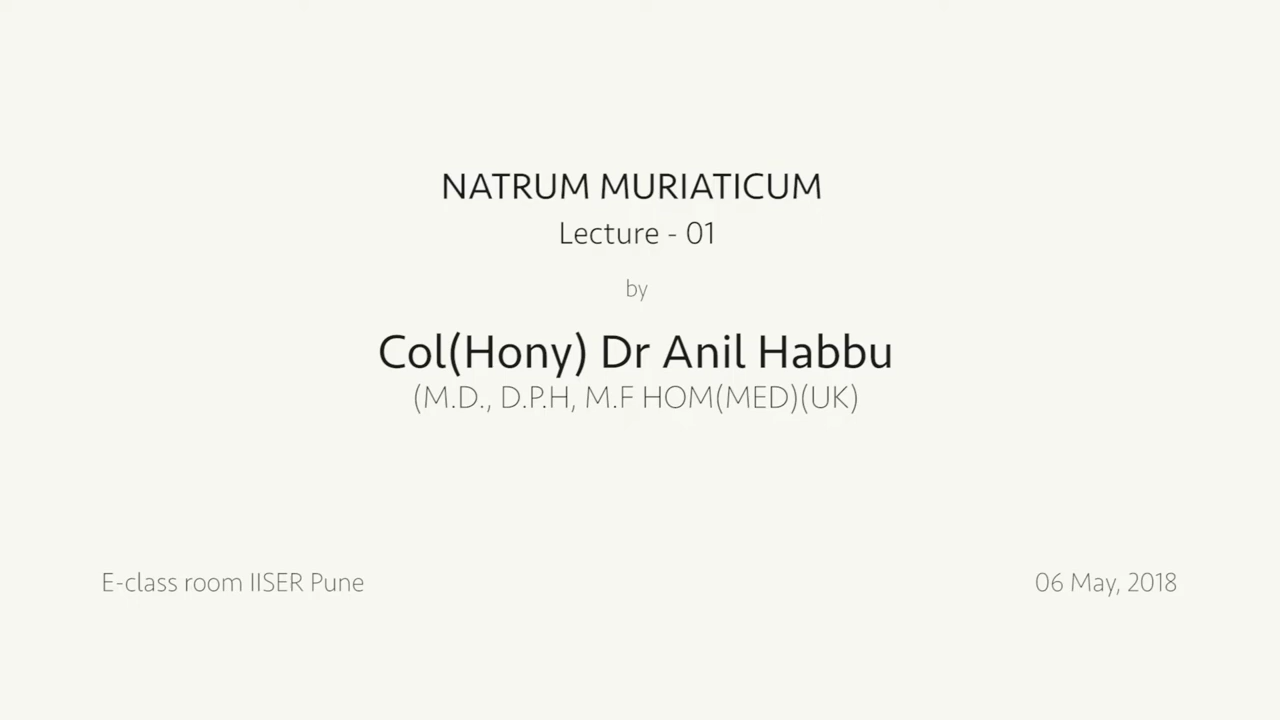 NATRUM MURIATICUM
Lecture - 01
by
Col(Hony) Dr Anil Habbu
(M.D., D.P.H, M.F HOM(MED)(UK)
E-class room IISER Pune
06 May, 2018